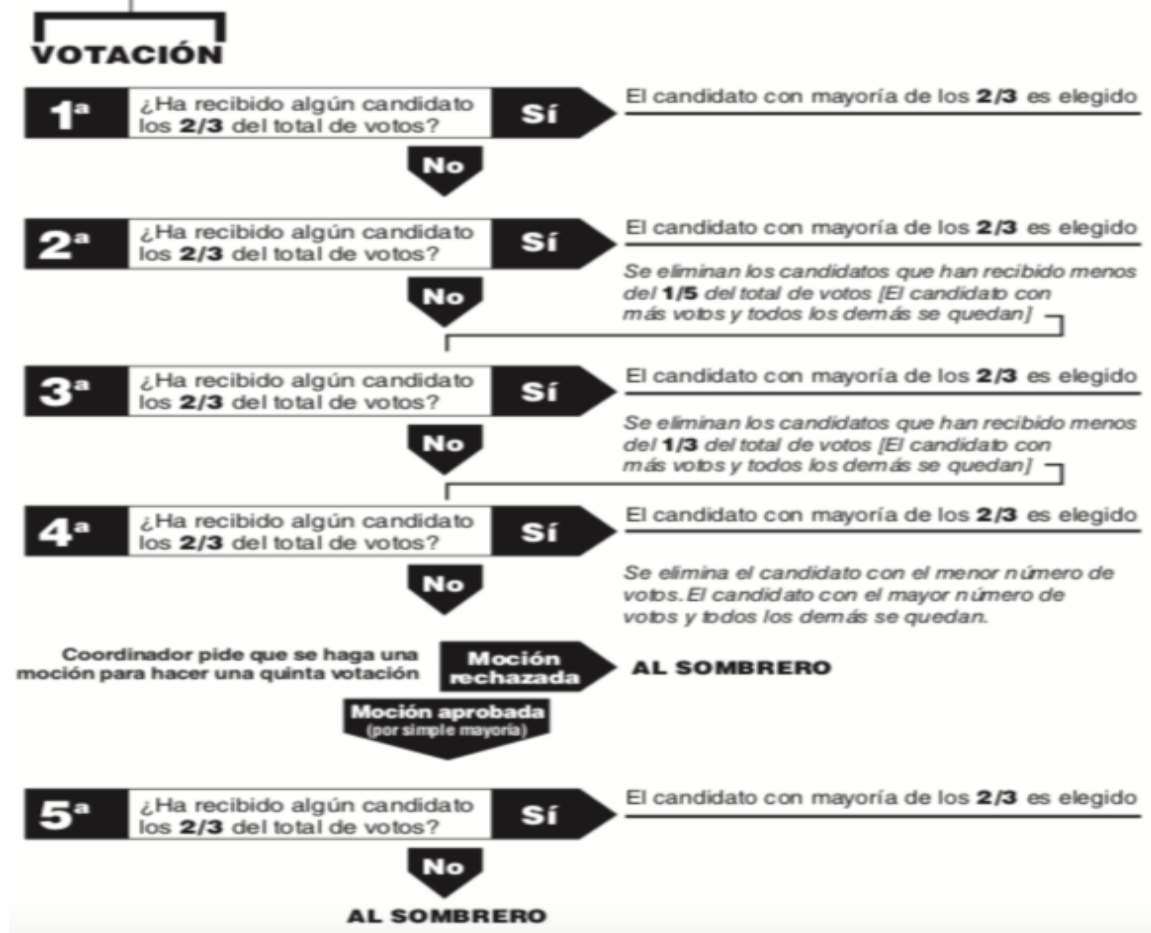 VOTACIÓN
1ª
¿Ha recibido algún candidato
los 2/3 del total de votos?
Sí
El candidato con mayoría de los 2/3 es elegido
No
2ª
¿Ha recibido algún candidato
los 2/3 del total de votos?
Sí
El candidato con mayoría de los 2/3 es elegido
No
Se eliminan los candidatos que han recibido menos
del 1/5 del total de votos [El candidato con
más votos y todos los demás se quedan]
3ª
¿Ha recibido algún candidato
los 2/3 del total de votos?
Sí
El candidato con mayoría de los 2/3 es elegido
No
Se eliminan los candidatos que han recibido menos
del 1/3 del total de votos [El candidato con
más votos y todos los demás se quedan]
4ª
¿Ha recibido algún candidato
los 2/3 del total de votos?
Sí
El candidato con mayoría de los 2/3 es elegido
No
Se elimina el candidato con el menor número de
votos. El candidato con el mayor número de
votos y todos los demás se quedan.
Coordinador pide que se haga una
moción para hacer una quinta votación
Moción
rechazada
AL SOMBRERO
Moción aprobada
(por simple mayoría)
5ª
¿Ha recibido algún candidato
los 2/3 del total de votos?
Sí
El candidato con mayoría de los 2/3 es elegido
No
AL SOMBRERO